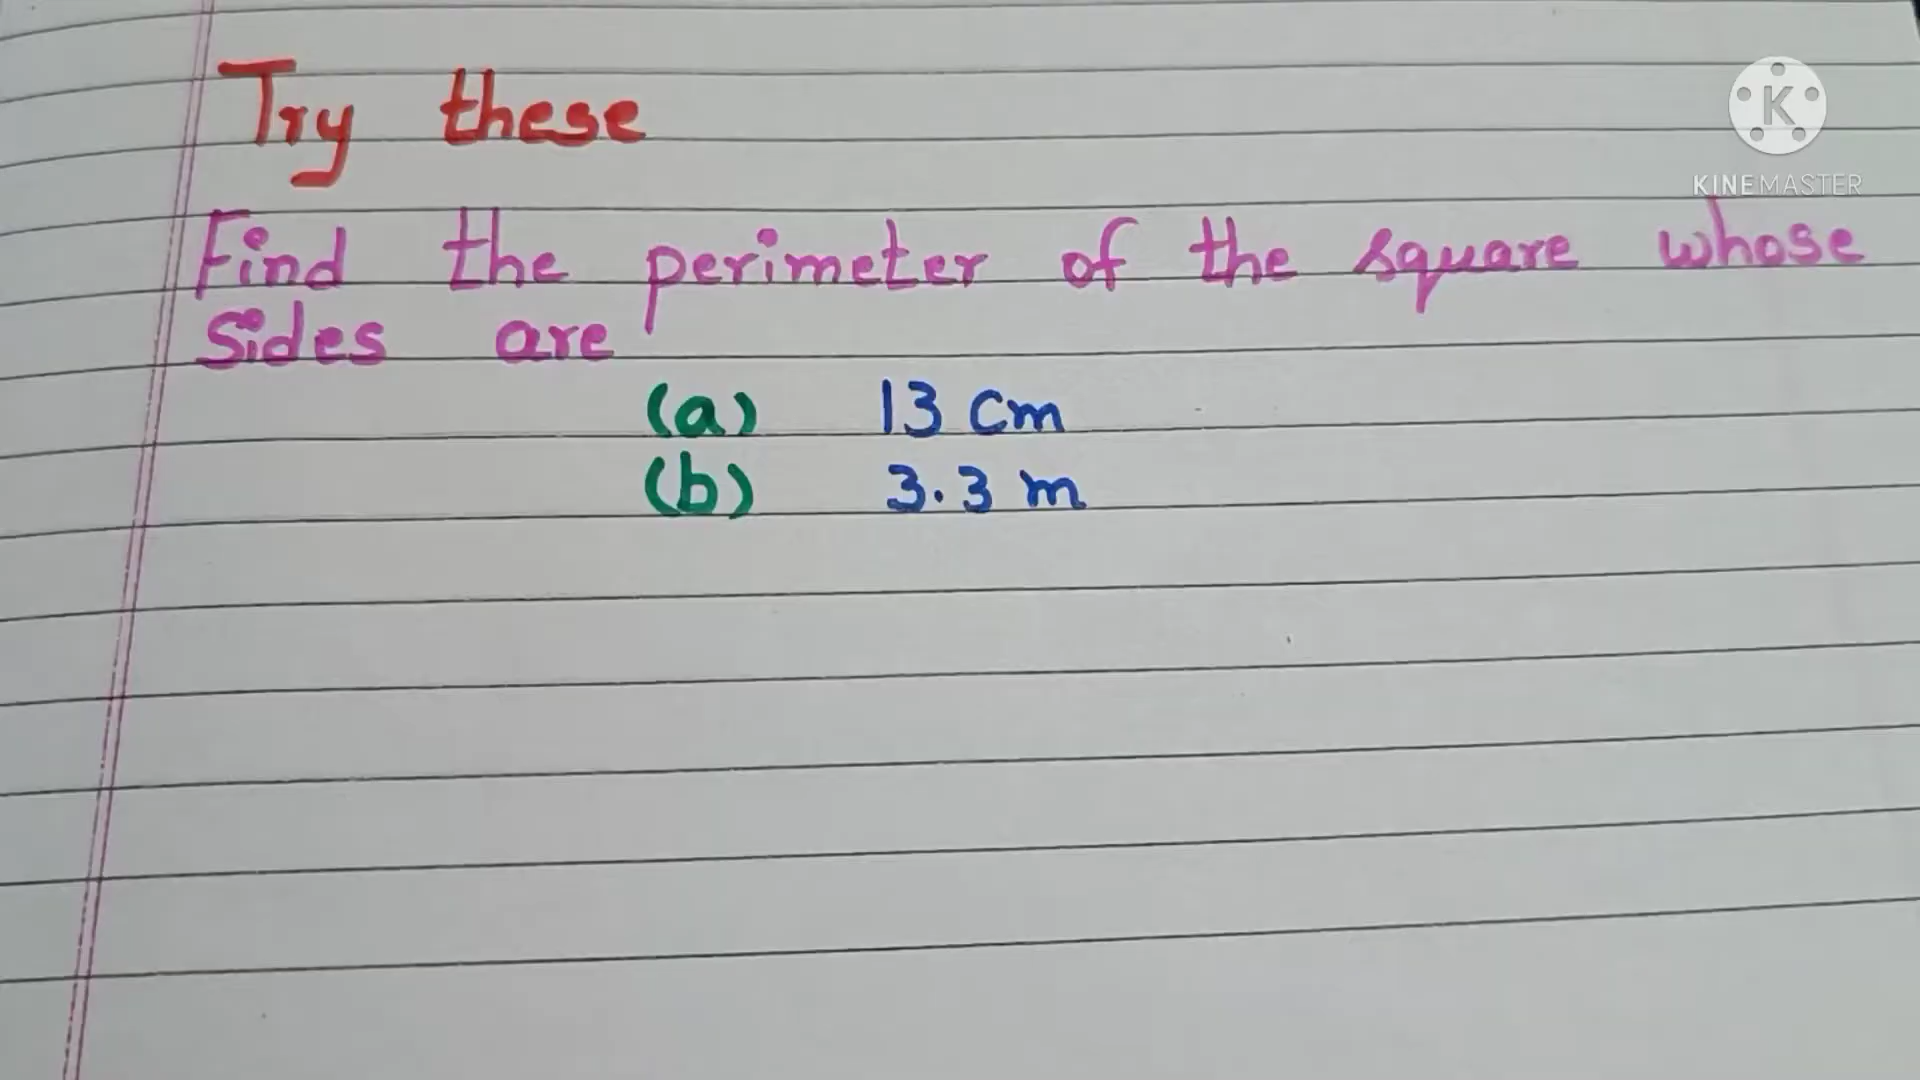 Try these
KINEMASTER
Find the perimeter of the square whose
sides are
(a) 13 cm
(b) 3.3 m